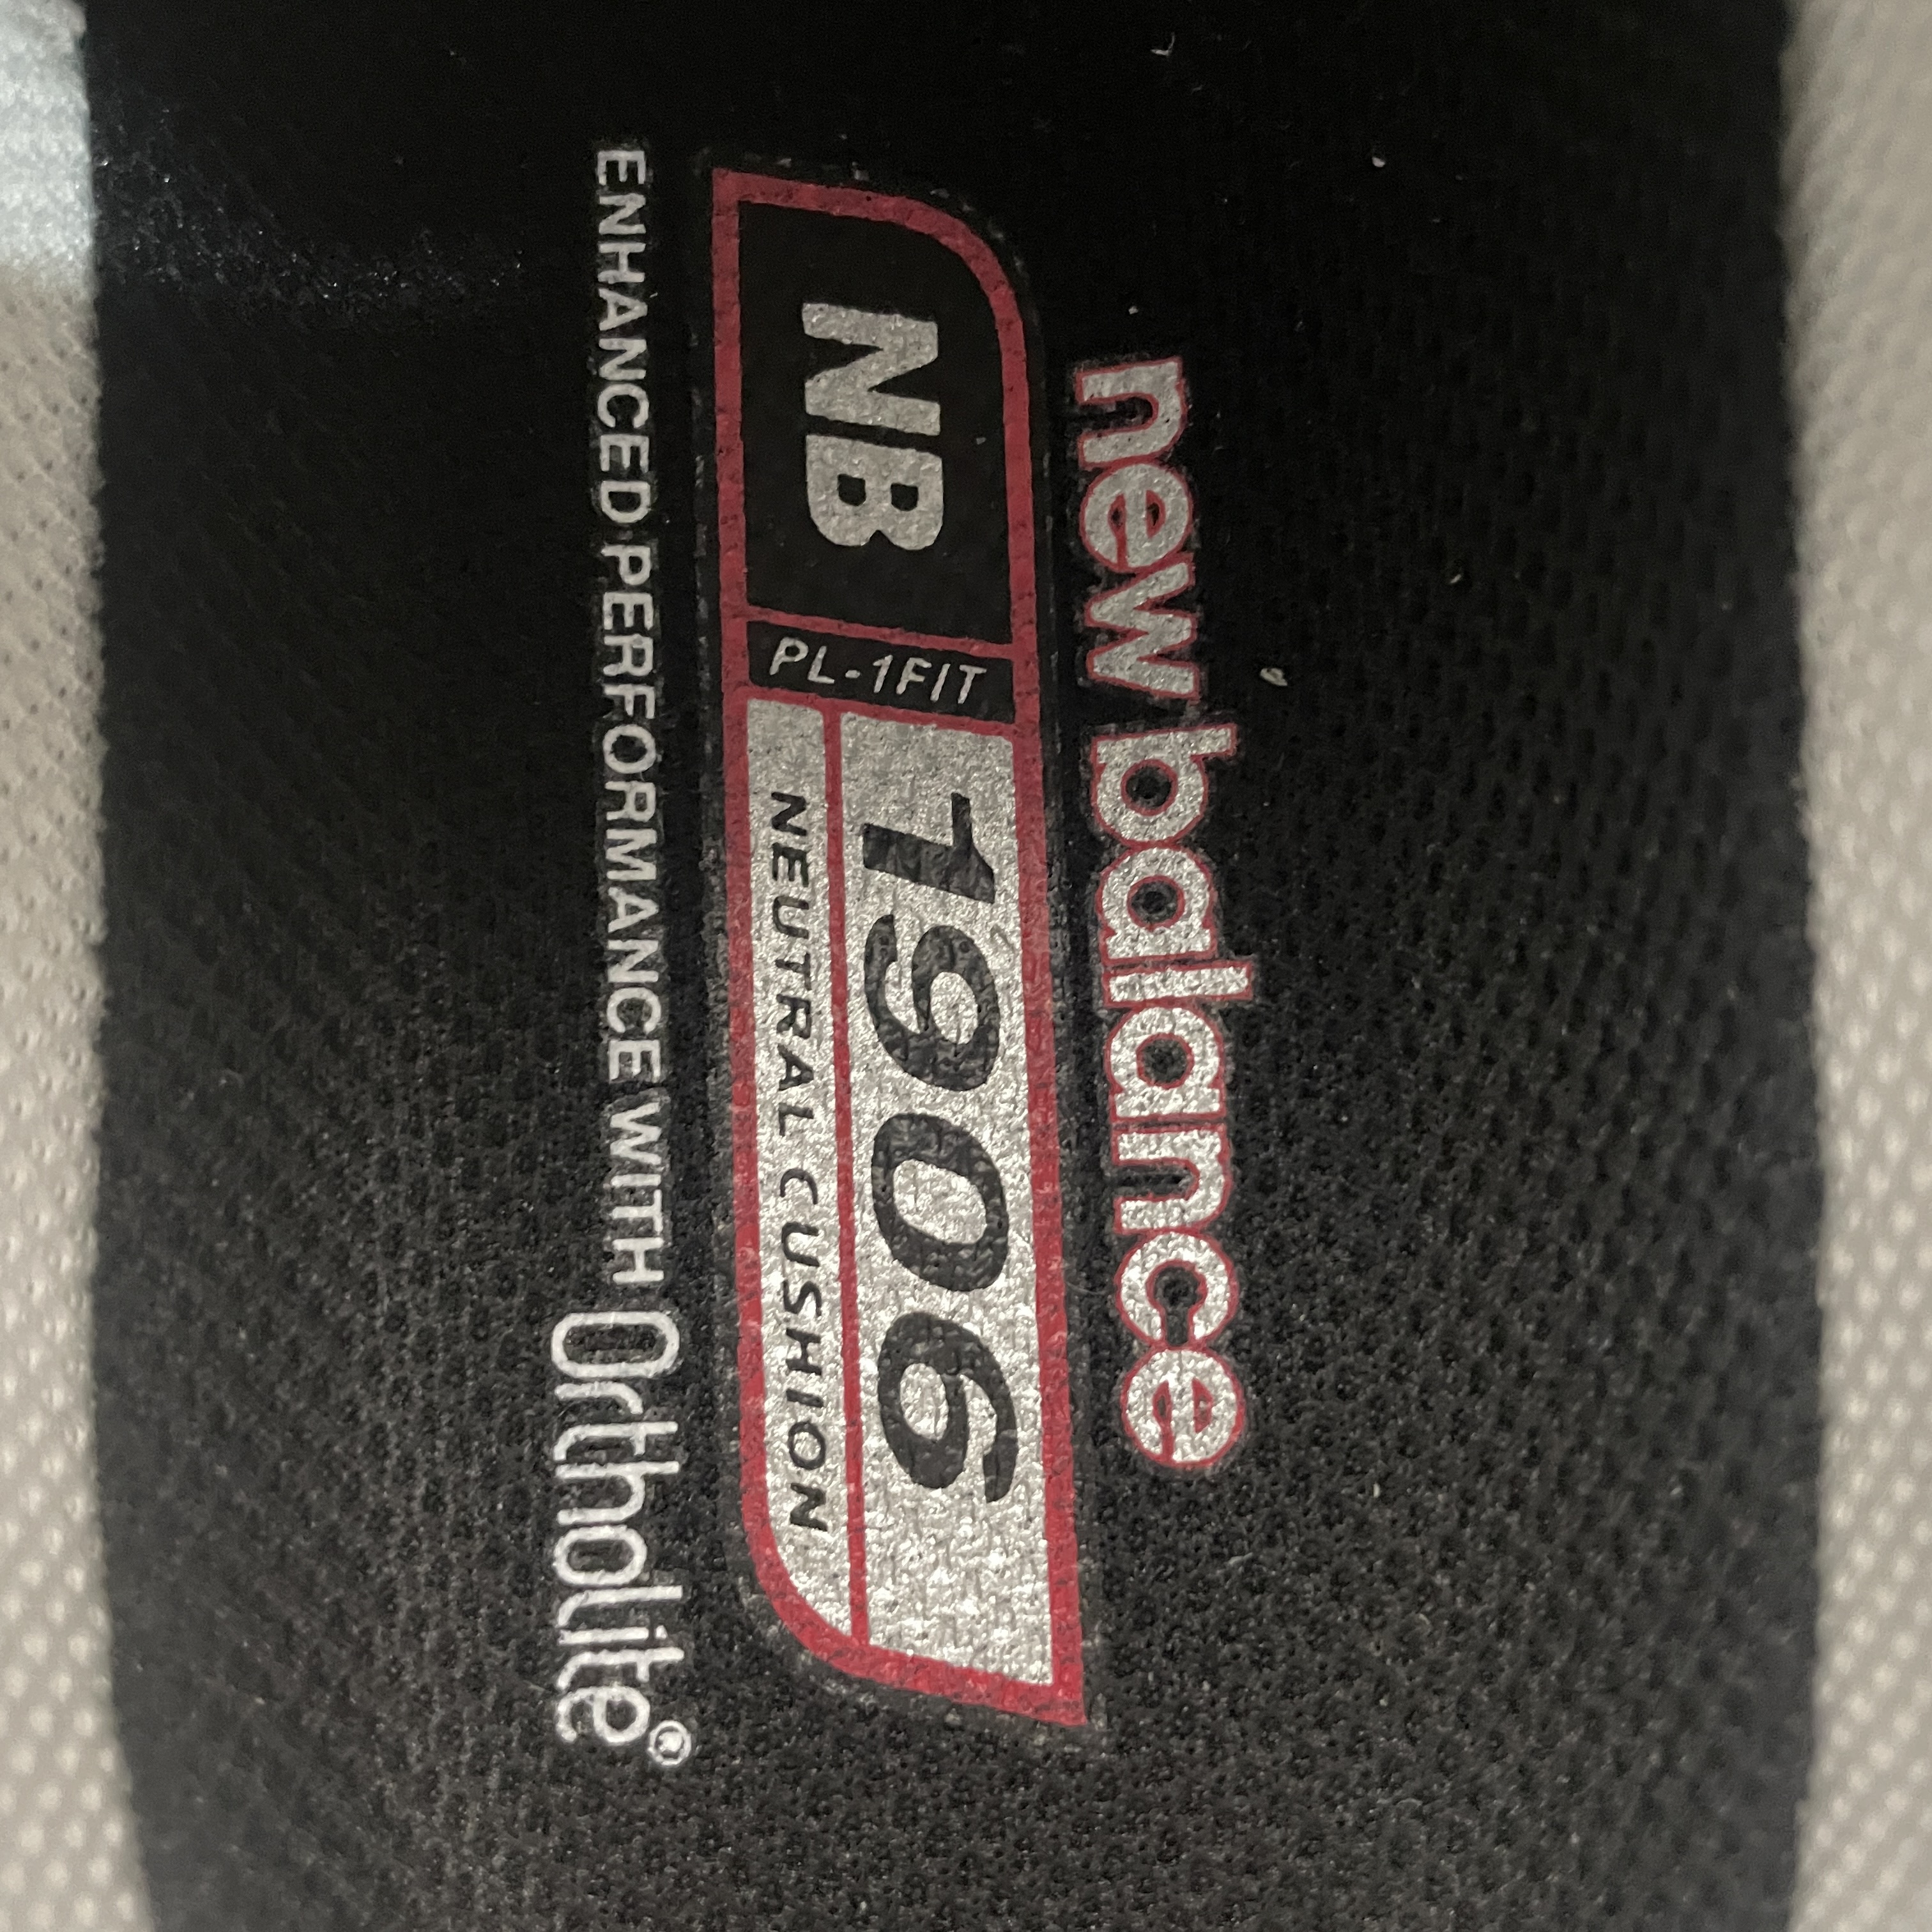 new balance
NB
PL-1FIT
1906
NEUTRAL CUSHION
ENHANCED PERFORMANCE WITH Ortholite®